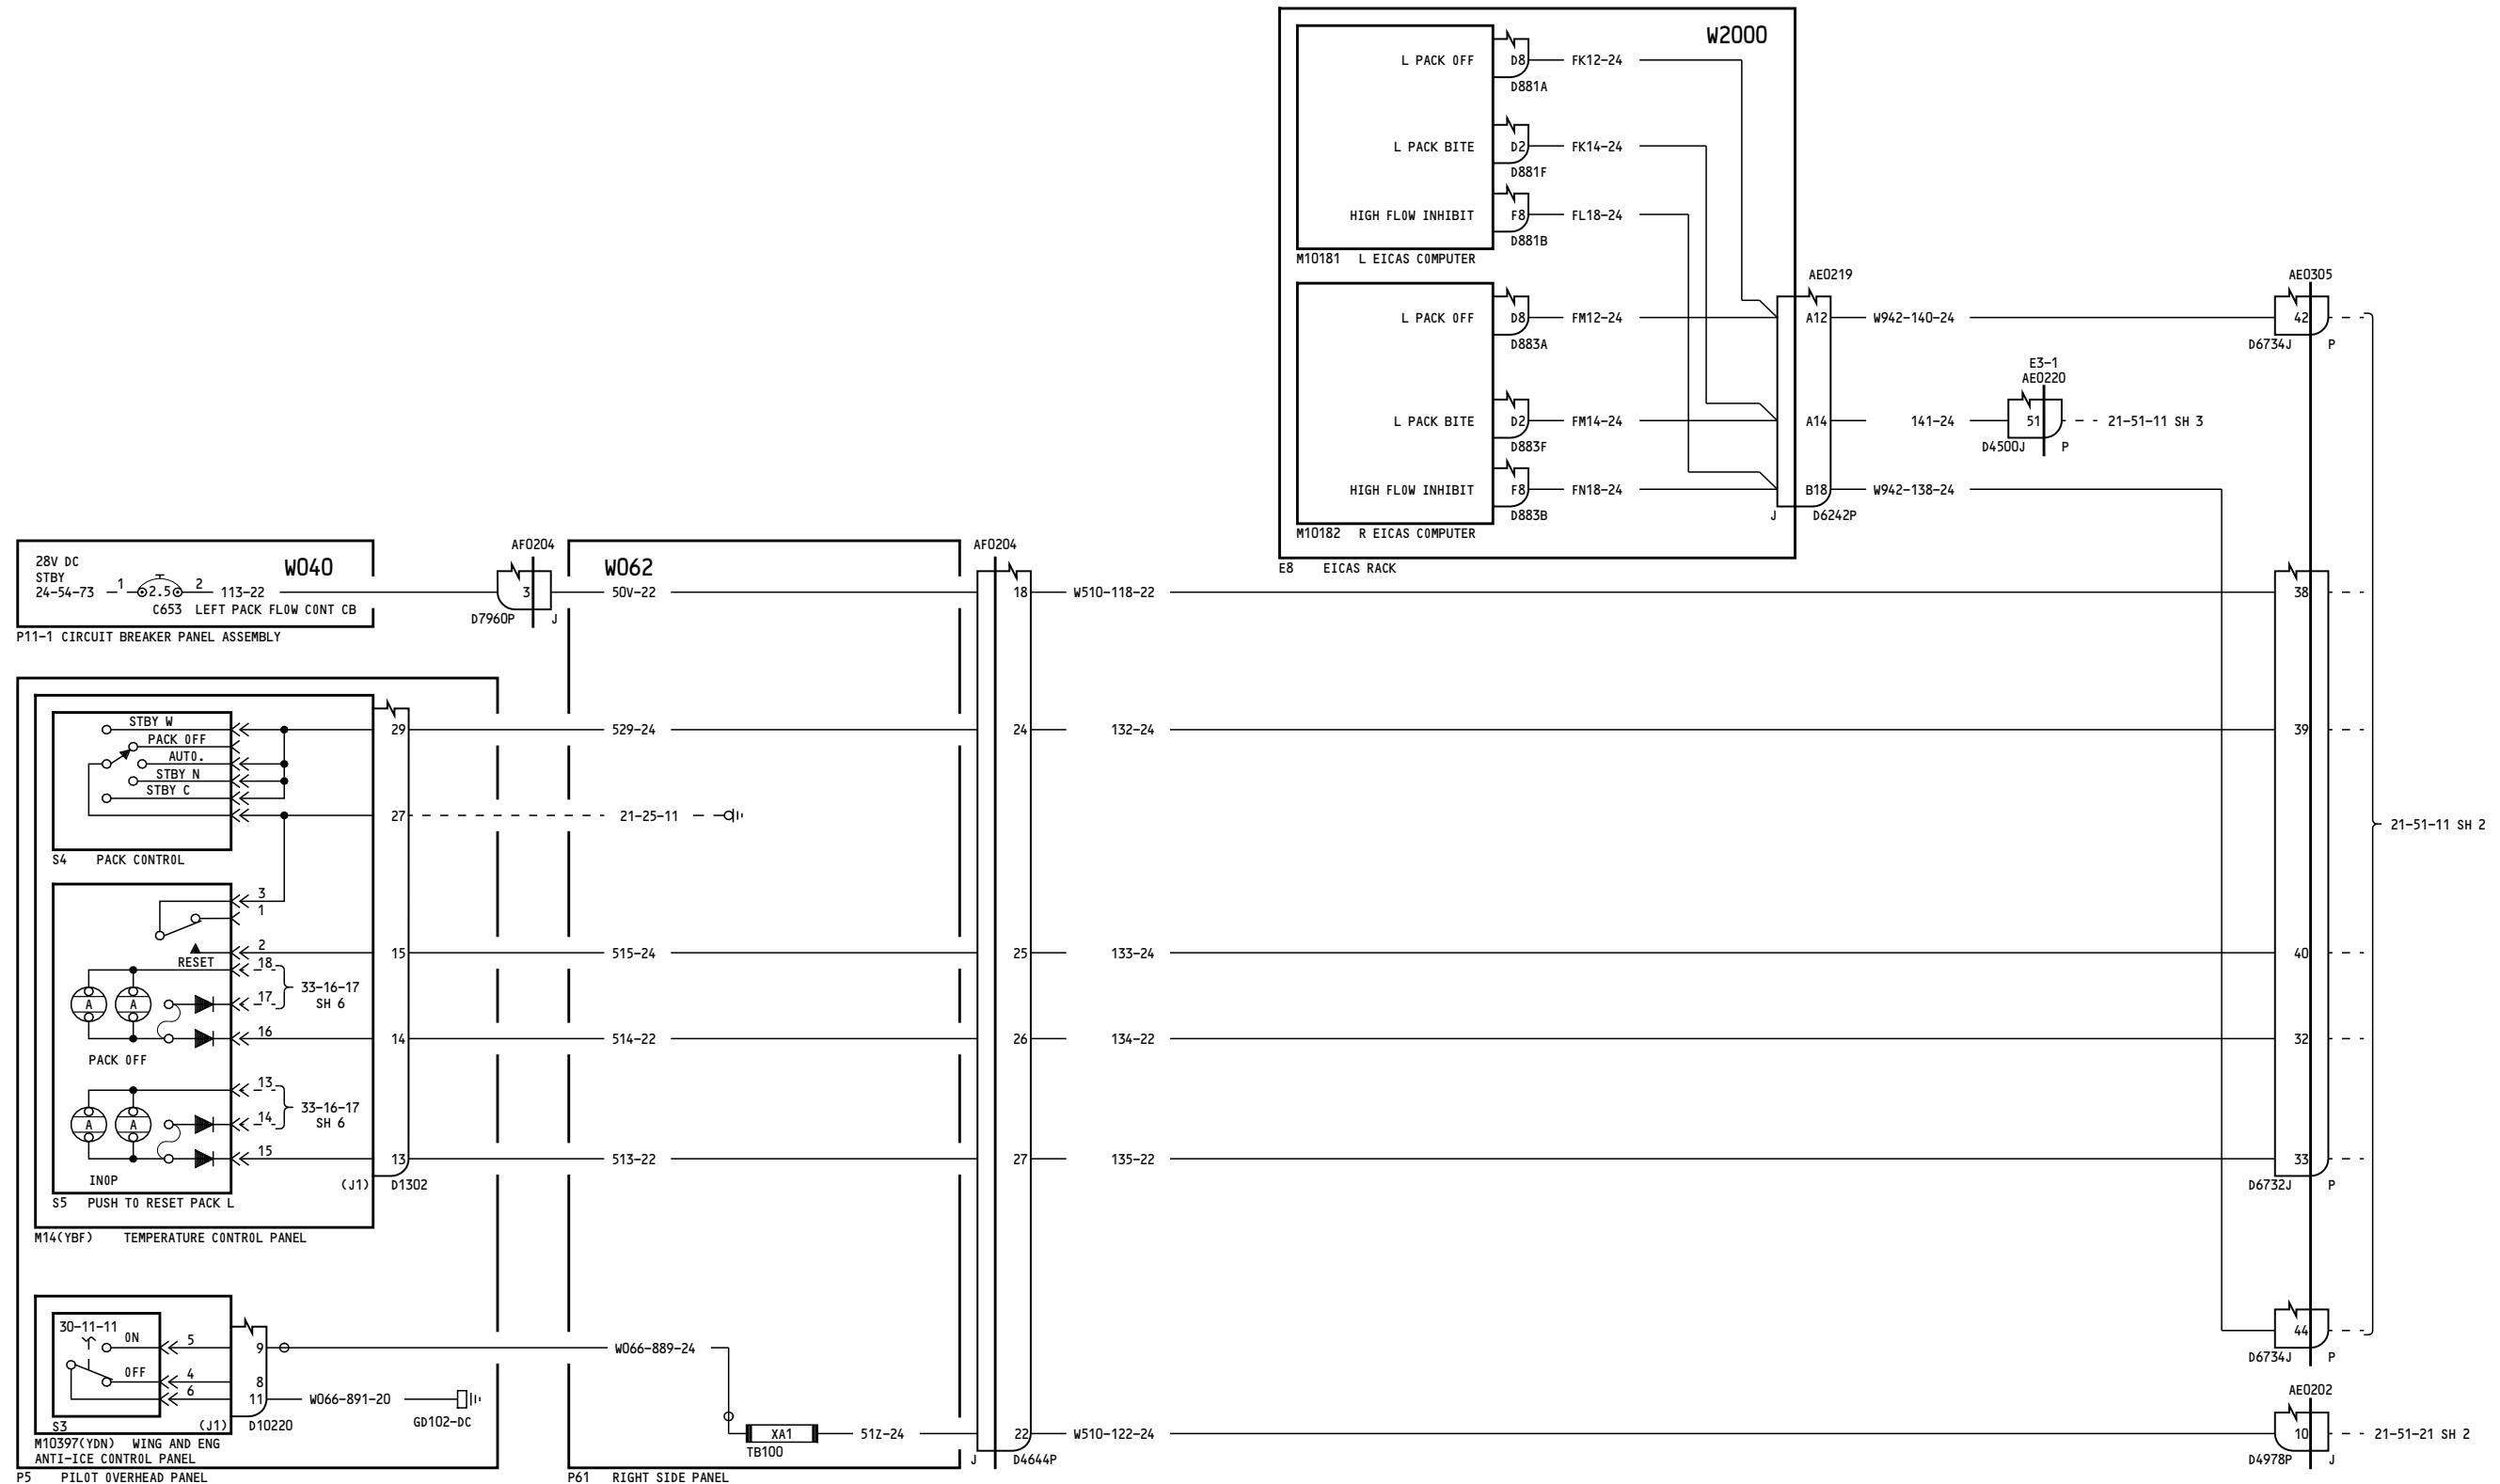 W2000
L PACK OFF D8 FK12-24
D881A
L PACK BITE D2 FK14-24
D881F
HIGH FLOW INHIBIT F8 FL18-24
D881B
M10181 L EICAS COMPUTER
L PACK OFF D8 FM12-24
D883A
L PACK BITE D2 FM14-24
D883F
HIGH FLOW INHIBIT F8 FN18-24
D883B
M10182 R EICAS COMPUTER
E8 EICAS RACK
AE0219
A12 W942-140-24
A14 141-24
B18 W942-138-24
J D6242P
E3-1
AE0220
51 21-51-11 SH 3
D4500J P
AE0305
42
D6734J P
28V DC
STBY
24-54-73 1 2.5 2 113-22
W040
C653 LEFT PACK FLOW CONT CB
P11-1 CIRCUIT BREAKER PANEL ASSEMBLY
AF0204
3
D7960P J
W062
50V-22
AF0204
18 W510-118-22 38
STBY W
29 529-24 24 132-24 39
PACK OFF
AUTO.
STBY N
STBY C
27 21-25-11
S4 PACK CONTROL
21-51-11 SH 2
3
1
2 15 515-24 25 133-24 40
RESET
18
A A 17
33-16-17
SH 6
16 14 514-22 26 134-22 32
PACK OFF
13
A A 14
33-16-17
SH 6
15 13 513-22 27 135-22 33
INOP
(J1) D1302
D6732J P
S5 PUSH TO RESET PACK L
M14(YBF) TEMPERATURE CONTROL PANEL
30-11-11
ON 5 9 W066-889-24
OFF 4 8
6 11 W066-891-20
GD102-DC
S3 (J1) D10220
M10397(YDN) WING AND ENG
ANTI-ICE CONTROL PANEL
P5 PILOT OVERHEAD PANEL
XA1 51Z-24
TB100
P61 RIGHT SIDE PANEL
22 W510-122-24
J D4644P
44
D6734J P
AE0202
10 21-51-21 SH 2
D4978P J